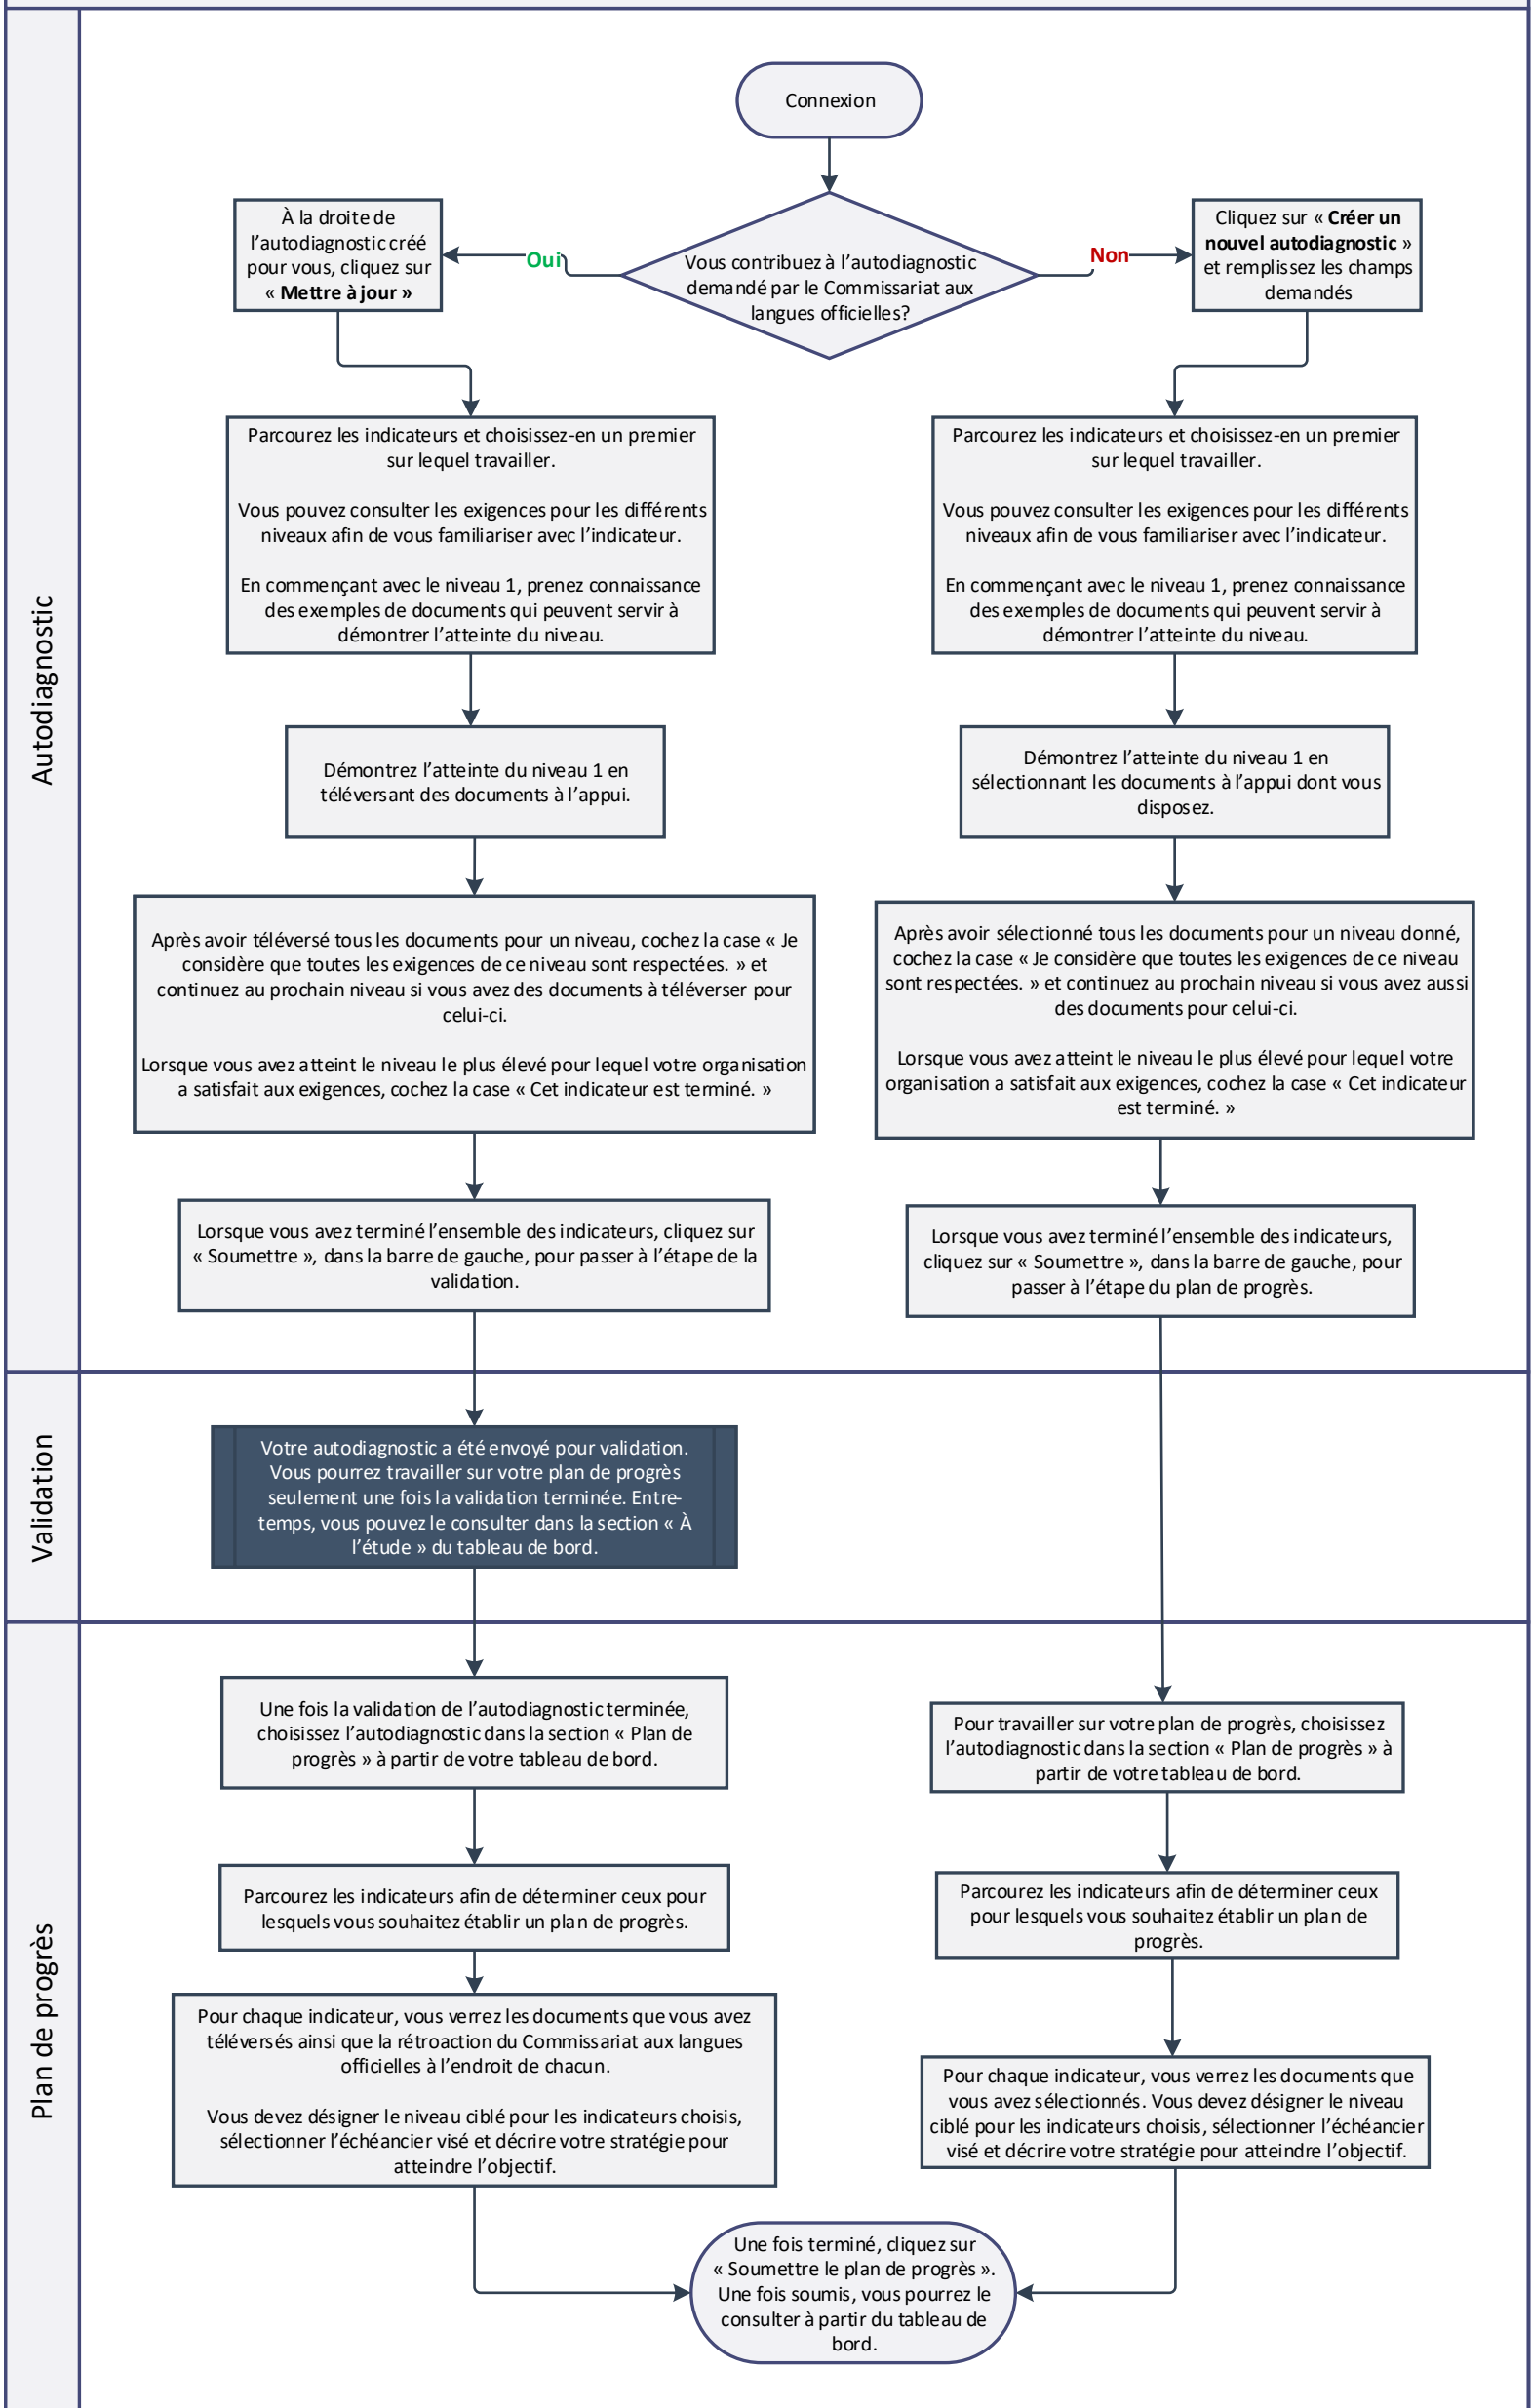 Autodiagnostic
Connexion
Vous contribuez à l’autodiagnostic
demandé par le Commissariat aux
langues officielles?
Oui
Non
À la droite de
l’autodiagnostic créé
pour vous, cliquez sur
« Mettre à jour »
Parcourez les indicateurs et choisissez-en un premier
sur lequel travailler.
Vous pouvez consulter les exigences pour les différents
niveaux afin de vous familiariser avec l’indicateur.
En commençant avec le niveau 1, prenez connaissance
des exemples de documents qui peuvent servir à
démontrer l’atteinte du niveau.
Démontrez l’atteinte du niveau 1 en
téléversant des documents à l’appui.
Après avoir téléversé tous les documents pour un niveau, cochez la case « Je
considère que toutes les exigences de ce niveau sont respectées. » et
continuez au prochain niveau si vous avez des documents à téléverser pour
celui-ci.
Lorsque vous avez atteint le niveau le plus élevé pour lequel votre organisation
a satisfait aux exigences, cochez la case « Cet indicateur est terminé. »
Lorsque vous avez terminé l’ensemble des indicateurs, cliquez sur
« Soumettre », dans la barre de gauche, pour passer à l’étape de la
validation.
Cliquez sur « Créer un
nouvel autodiagnostic »
et remplissez les champs
demandés
Parcourez les indicateurs et choisissez-en un premier
sur lequel travailler.
Vous pouvez consulter les exigences pour les différents
niveaux afin de vous familiariser avec l’indicateur.
En commençant avec le niveau 1, prenez connaissance
des exemples de documents qui peuvent servir à
démontrer l’atteinte du niveau.
Démontrez l’atteinte du niveau 1 en
sélectionnant les documents à l’appui dont vous
disposez.
Après avoir sélectionné tous les documents pour un niveau donné,
cochez la case « Je considère que toutes les exigences de ce niveau
sont respectées. » et continuez au prochain niveau si vous avez aussi
des documents pour celui-ci.
Lorsque vous avez atteint le niveau le plus élevé pour lequel votre
organisation a satisfait aux exigences, cochez la case « Cet indicateur
est terminé. »
Lorsque vous avez terminé l’ensemble des indicateurs,
cliquez sur « Soumettre », dans la barre de gauche, pour
passer à l’étape du plan de progrès.
Validation
Votre autodiagnostic a été envoyé pour validation.
Vous pourrez travailler sur votre plan de progrès
seulement une fois la validation terminée. Entre-
temps, vous pouvez le consulter dans la section « À
l’étude » du tableau de bord.
Plan de progrès
Une fois la validation de l’autodiagnostic terminée,
choisissez l’autodiagnostic dans la section « Plan de
progrès » à partir de votre tableau de bord.
Parcourez les indicateurs afin de déterminer ceux pour
lesquels vous souhaitez établir un plan de progrès.
Pour chaque indicateur, vous verrez les documents que vous avez
téléversés ainsi que la rétroaction du Commissariat aux langues
officielles à l’endroit de chacun.
Vous devez désigner le niveau ciblé pour les indicateurs choisis,
sélectionner l’échéancier visé et décrire votre stratégie pour
atteindre l’objectif.
Pour travailler sur votre plan de progrès, choisissez
l’autodiagnostic dans la section « Plan de progrès » à
partir de votre tableau de bord.
Parcourez les indicateurs afin de déterminer ceux
pour lesquels vous souhaitez établir un plan de
progrès.
Pour chaque indicateur, vous verrez les documents que
vous avez sélectionnés. Vous devez désigner le niveau
ciblé pour les indicateurs choisis, sélectionner l’échéancier
visé et décrire votre stratégie pour atteindre l’objectif.
Une fois terminé, cliquez sur
« Soumettre le plan de progrès ».
Une fois soumis, vous pourrez le
consulter à partir du tableau de
bord.